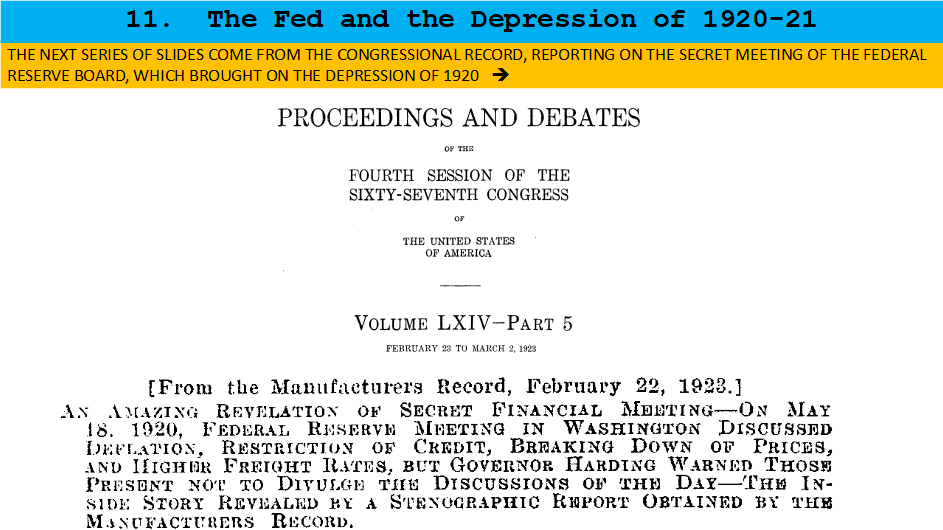 11. The Fed and the Depression of 1920-21
THE NEXT SERIES OF SLIDES COME FROM THE CONGRESSIONAL RECORD, REPORTING ON THE SECRET MEETING OF THE FEDERAL
RESERVE BOARD, WHICH BROUGHT ON THE DEPRESSION OF 1920 →
PROCEEDINGS AND DEBATES
OF THE
FOURTH SESSION OF THE
SIXTY-SEVENTH CONGRESS
OF
THE UNITED STATES
OF AMERICA
VOLUME LXIV—PART 5
FEBRUARY 23 TO MARCH 2, 1923
[From the Manufacturers Record, February 22, 1923.]
AN AMAZING REVELATION OF SECRET FINANCIAL MEETING—ON MAY
18. 1920, FEDERAL RESERVE MEETING IN WASHINGTON DISCUSSED
DEFLATION, RESTRICTION OF CREDIT, BREAKING DOWN OF PRICES,
AND HIGHER FREIGHT RATES, BUT GOVERNOR HARDING WARNED THOSE
PRESENT NOT TO DIVULGE THE DISCUSSIONS OF THE DAY—THE IN-
SIDE STORY REVEALED BY A STENOGRAPHIC REPORT OBTAINED BY THE
MANUFACTURERS RECORD.